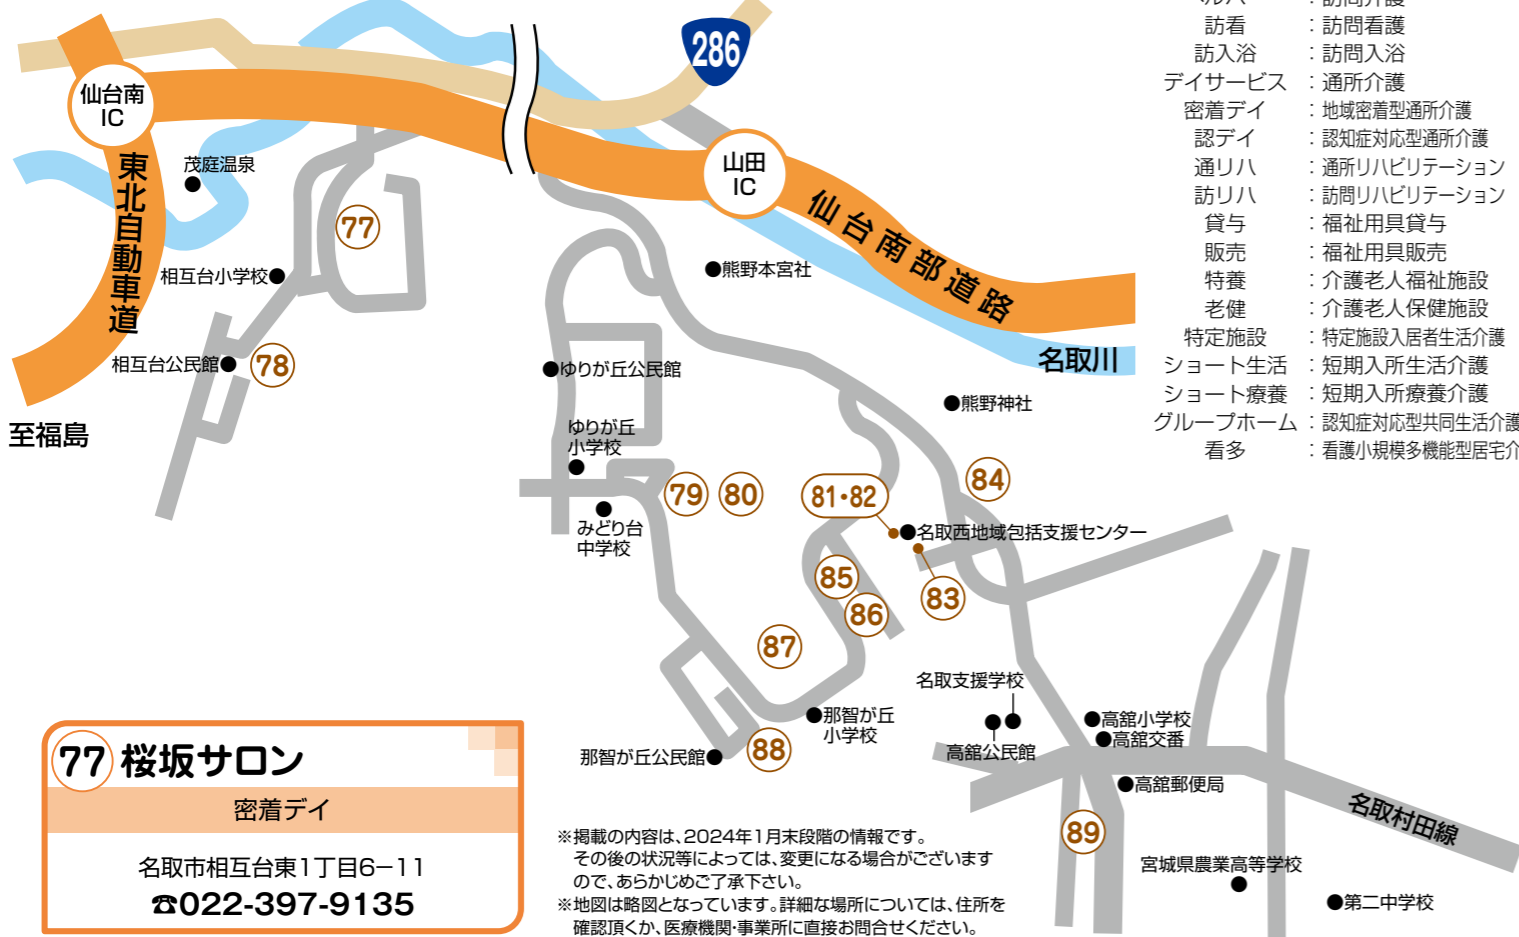 286
仙台南
IC
東北自動車道
茂庭温泉
77
相互台小学校
相互台公民館
78
至福島
山田
IC
仙台南部道路
熊野本宮社
名取川
ゆりが丘公民館
熊野神社
ゆりが丘
小学校
79
80
81・82
84
みどり台
中学校
名取西地域包括支援センター
85
86
83
87
名取支援学校
那智が丘
小学校
高舘小学校
高舘交番
高舘公民館
那智が丘公民館
88
高舘郵便局
名取村田線
89
宮城県農業高等学校
第二中学校
訪看 : 訪問看護
訪入浴 : 訪問入浴
デイサービス : 通所介護
密着デイ : 地域密着型通所介護
認デイ : 認知症対応型通所介護
通リハ : 通所リハビリテーション
訪リハ : 訪問リハビリテーション
貸与 : 福祉用具貸与
販売 : 福祉用具販売
特養 : 介護老人福祉施設
老健 : 介護老人保健施設
特定施設 : 特定施設入居者生活介護
ショート生活 : 短期入所生活介護
ショート療養 : 短期入所療養介護
グループホーム : 認知症対応型共同生活介護
看多 : 看護小規模多機能型居宅介
77 桜坂サロン
密着デイ
名取市相互台東1丁目6−11
☎022-397-9135
※掲載の内容は、2024年1月末段階の情報です。
その後の状況等によっては、変更になる場合がございます
ので、あらかじめご了承下さい。
※地図は略図となっています。詳細な場所については、住所を
確認頂くか、医療機関・事業所に直接お問合せください。